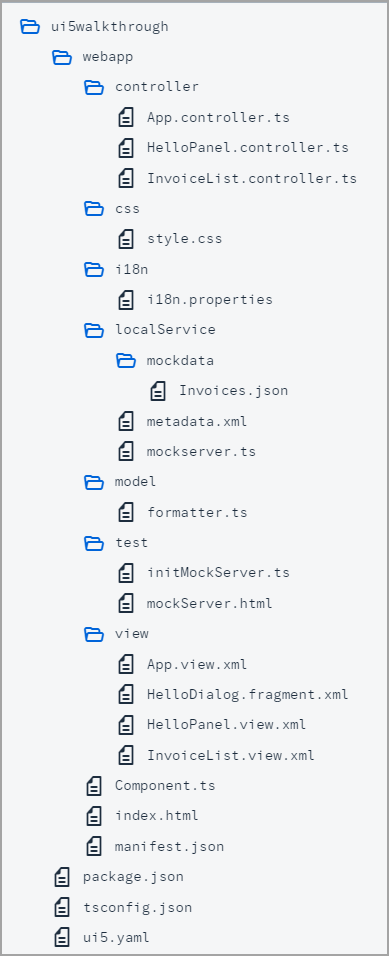 ui5walkthrough
webapp
controller
App.controller.ts
HelloPanel.controller.ts
InvoiceList.controller.ts
css
style.css
i18n
i18n.properties
localService
mockdata
Invoices.json
metadata.xml
mockserver.ts
model
formatter.ts
test
initMockServer.ts
mockServer.html
view
App.view.xml
HelloDialog.fragment.xml
HelloPanel.view.xml
InvoiceList.view.xml
Component.ts
index.html
manifest.json
package.json
tsconfig.json
ui5.yaml